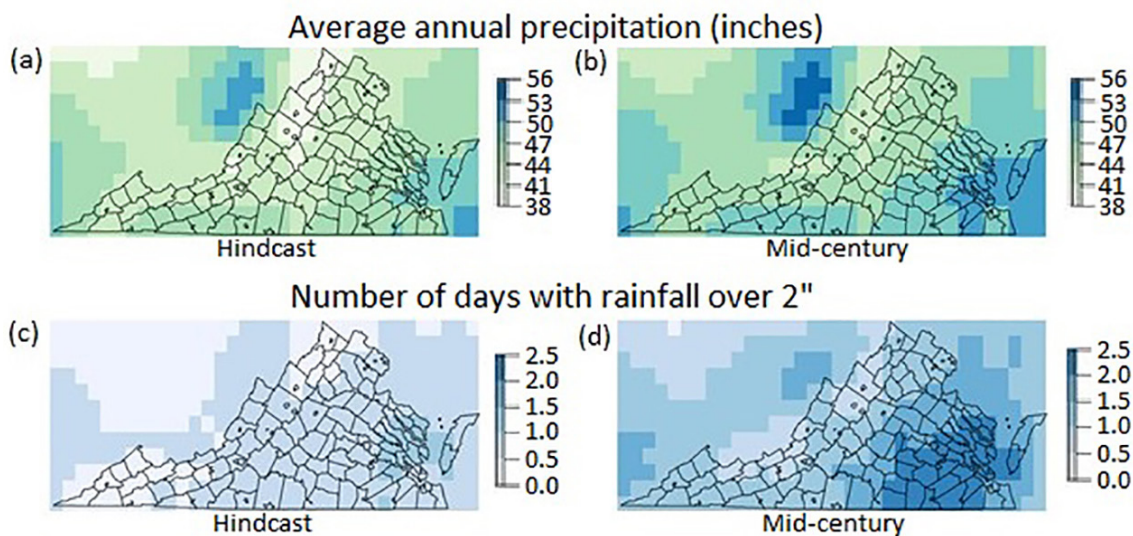 Average annual precipitation (inches)
(a)
56
53
50
47
44
41
38
Hindcast
(b)
56
53
50
47
44
41
38
Mid-century
Number of days with rainfall over 2"
(c)
2.5
2.0
1.5
1.0
0.5
0.0
Hindcast
(d)
2.5
2.0
1.5
1.0
0.5
0.0
Mid-century